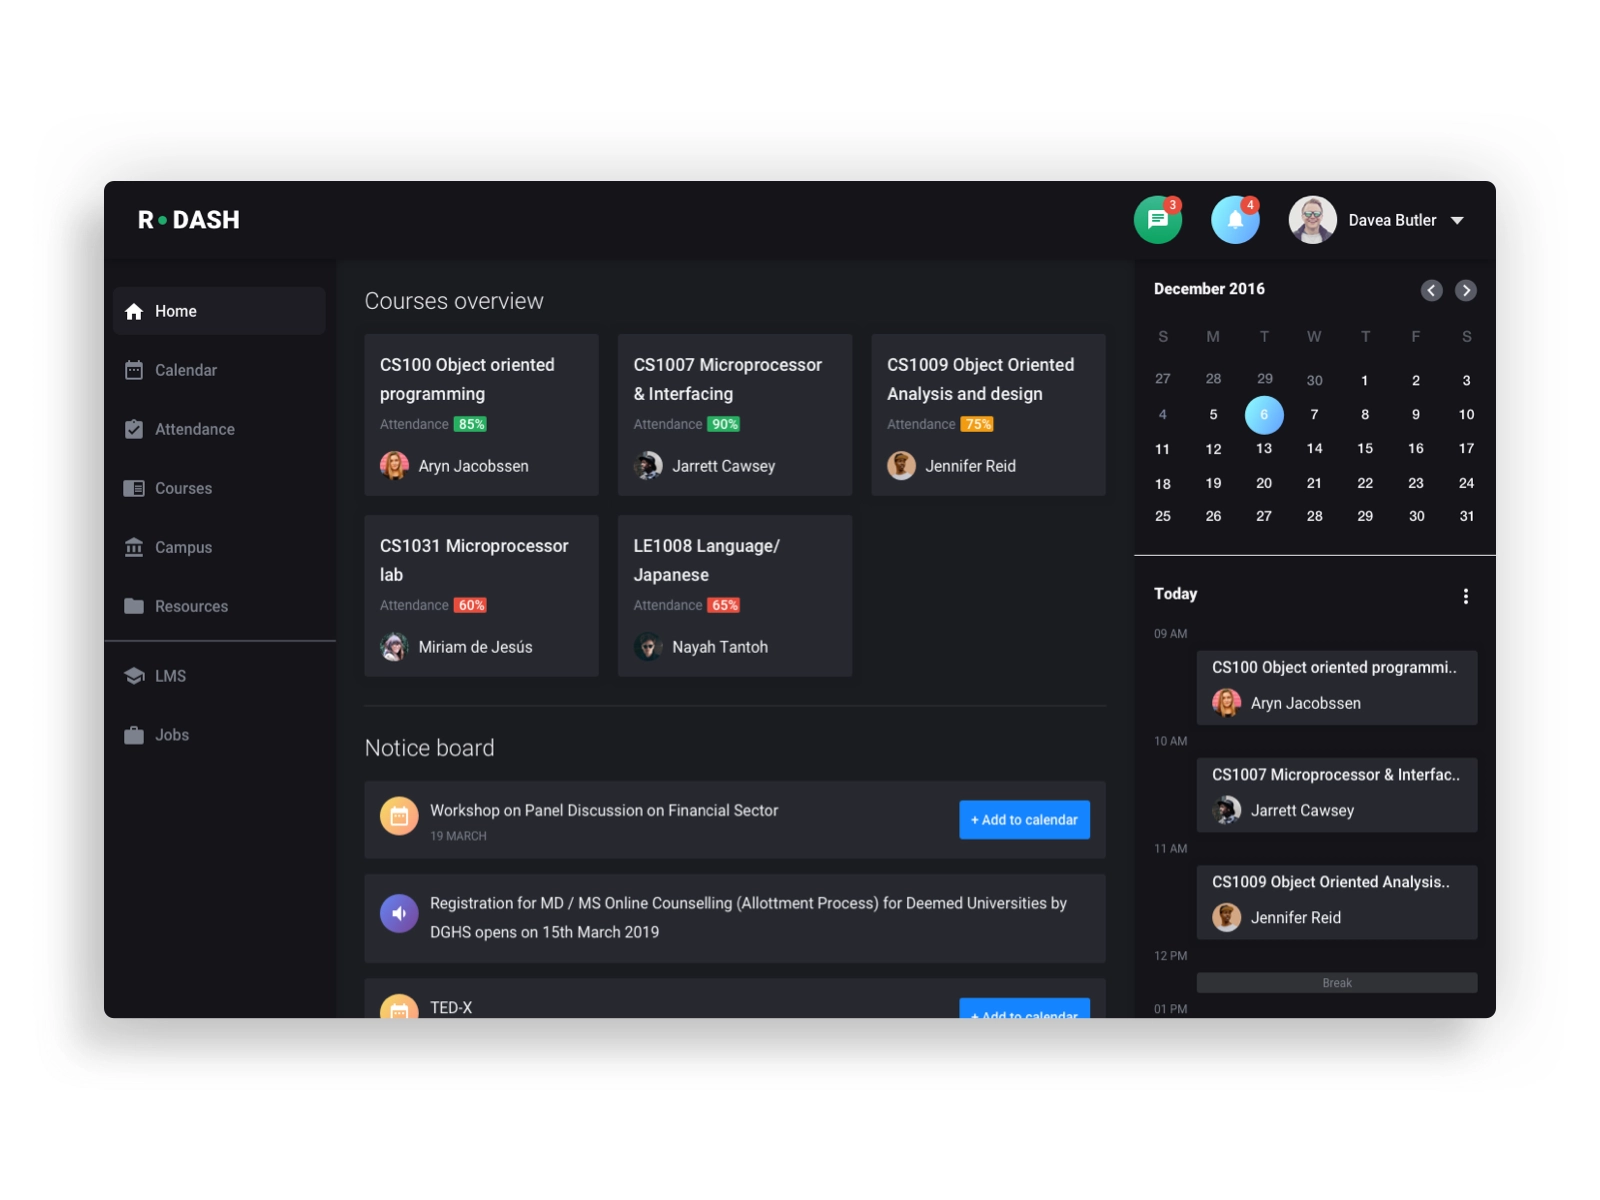 R•DASH
3
4
Davea Butler
Home
Calendar
Attendance
Courses
Campus
Resources
LMS
Jobs
Courses overview
CS100 Object oriented
programming
Attendance 85%
Aryn Jacobssen
CS1007 Microprocessor
& Interfacing
Attendance 90%
Jarrett Cawsey
CS1009 Object Oriented
Analysis and design
Attendance 75%
Jennifer Reid
CS1031 Microprocessor
lab
Attendance 60%
Miriam de Jesús
LE1008 Language/
Japanese
Attendance 65%
Nayah Tantoh
Notice board
Workshop on Panel Discussion on Financial Sector
19 MARCH
+ Add to calendar
Registration for MD / MS Online Counselling (Allottment Process) for Deemed Universities by
DGHS opens on 15th March 2019
TED-X
+ Add to calendar
December 2016
S M T W T F S
27 28 29 30 1 2 3
4 5 6 7 8 9 10
11 12 13 14 15 16 17
18 19 20 21 22 23 24
25 26 27 28 29 30 31
Today
09 AM
CS100 Object oriented programmi..
Aryn Jacobssen
10 AM
CS1007 Microprocessor & Interfac..
Jarrett Cawsey
11 AM
CS1009 Object Oriented Analysis..
Jennifer Reid
12 PM
Break
01 PM